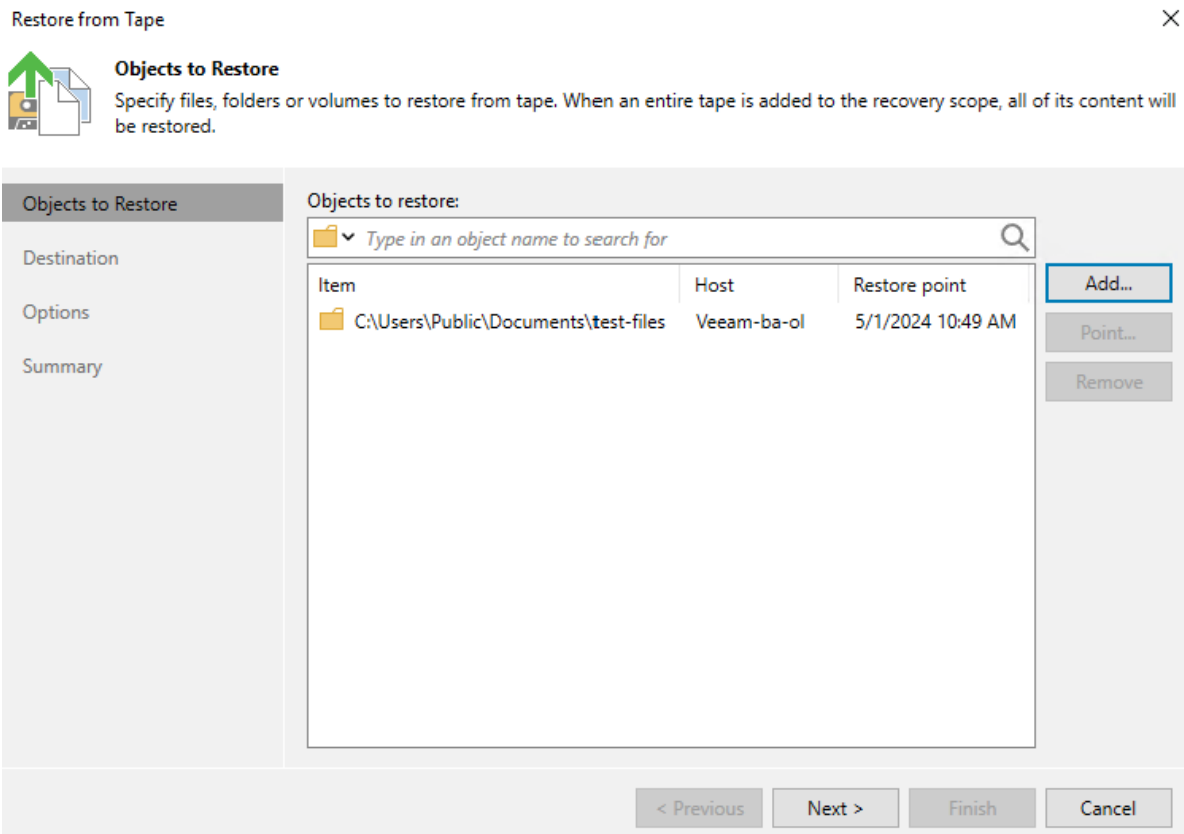 Restore from Tape
Objects to Restore
Specify files, folders or volumes to restore from tape. When an entire tape is added to the recovery scope, all of its content will
be restored.
Objects to Restore
Destination
Options
Summary
Objects to restore:
Type in an object name to search for
Item Host Restore point
C:\Users\Public\Documents\test-files Veeam-ba-ol 5/1/2024 10:49 AM
Add...
Point...
Remove
< Previous Next > Finish Cancel